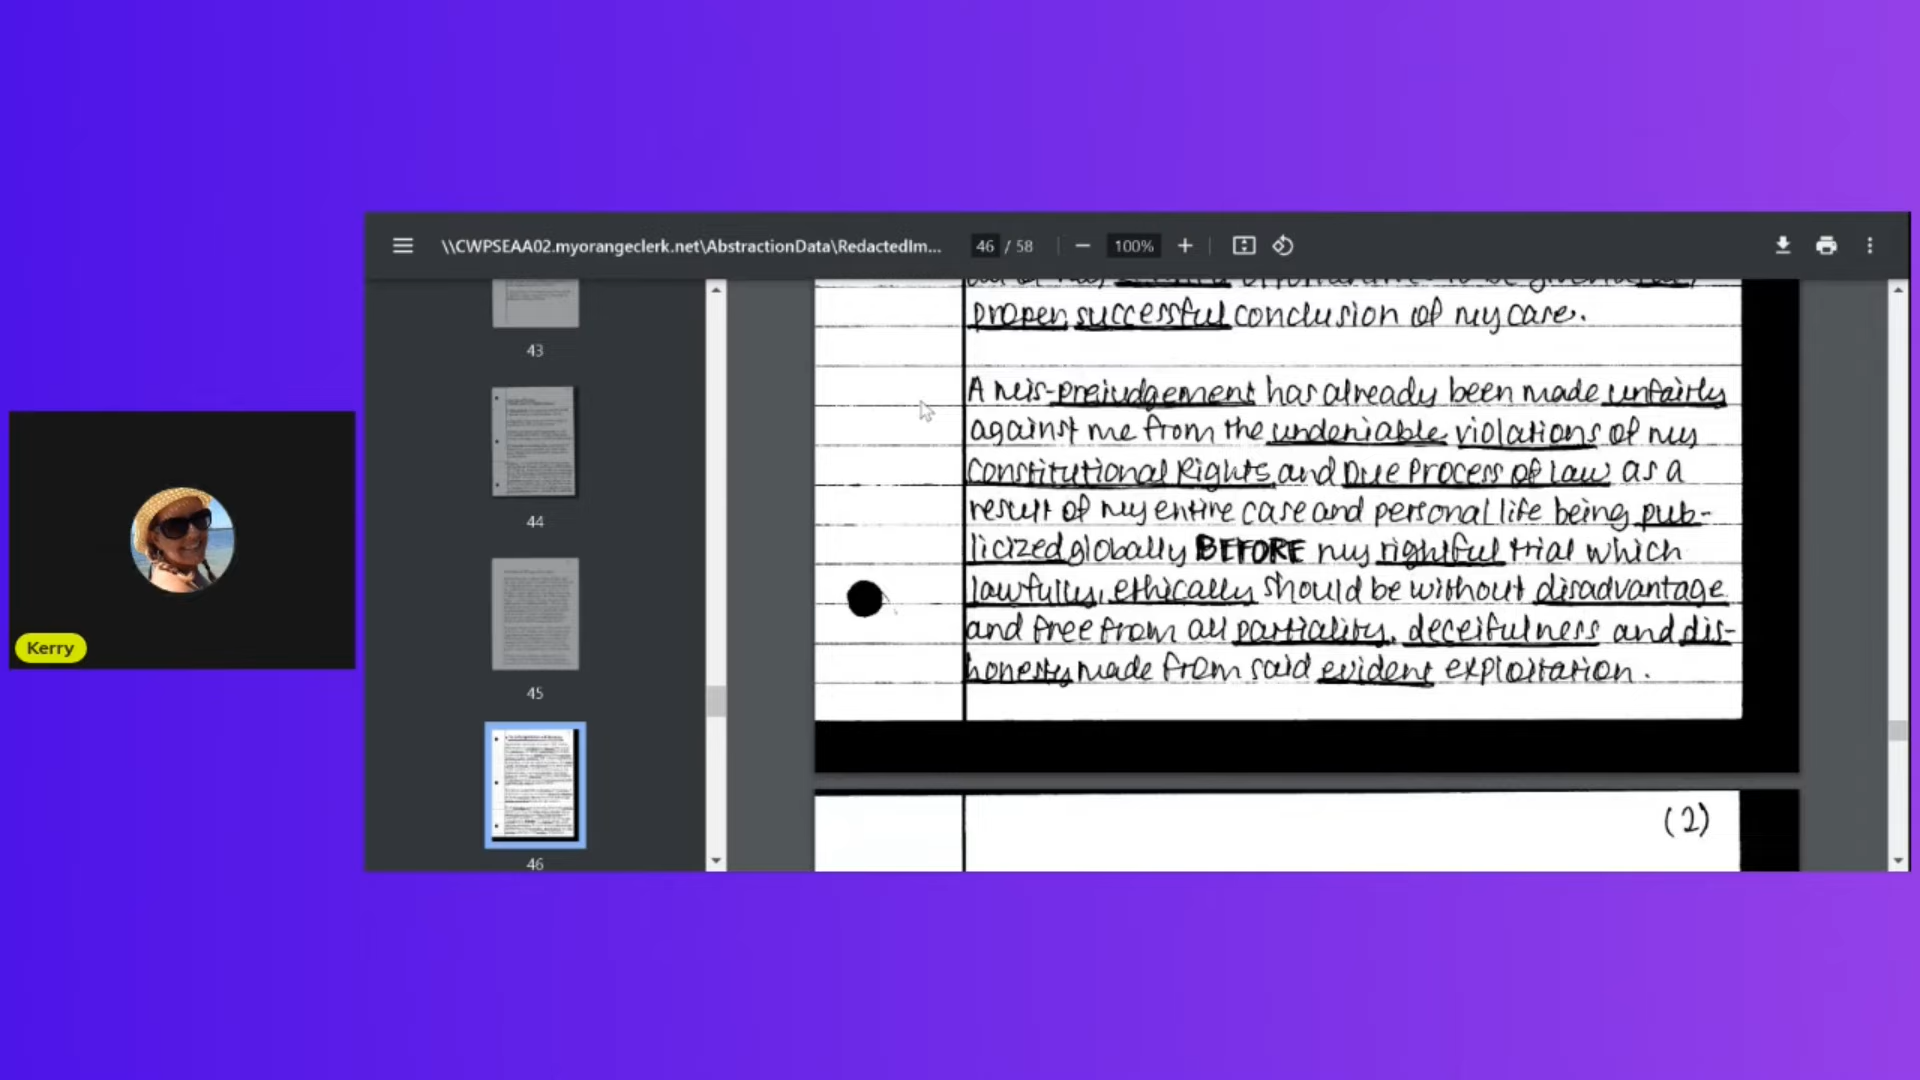 \\CWPSEAA02.myorangeclerk.net\AbstractionData\RedactedIm... 46 / 58 100%
43
44
45
46
Kerry
proper, successful conclusion of my case.
A mis-prejudgement has already been made unfairly
against me from the undeniable violations of my
Constitutional Rights and Due Process of Law as a
result of my entire case and personal life being pub-
licized globally BEFORE my rightful trial which
lawfully, ethically should be without disadvantage
and free from all partiality, deceifulness and dis-
honesty made from said evident exploitation.
(2)